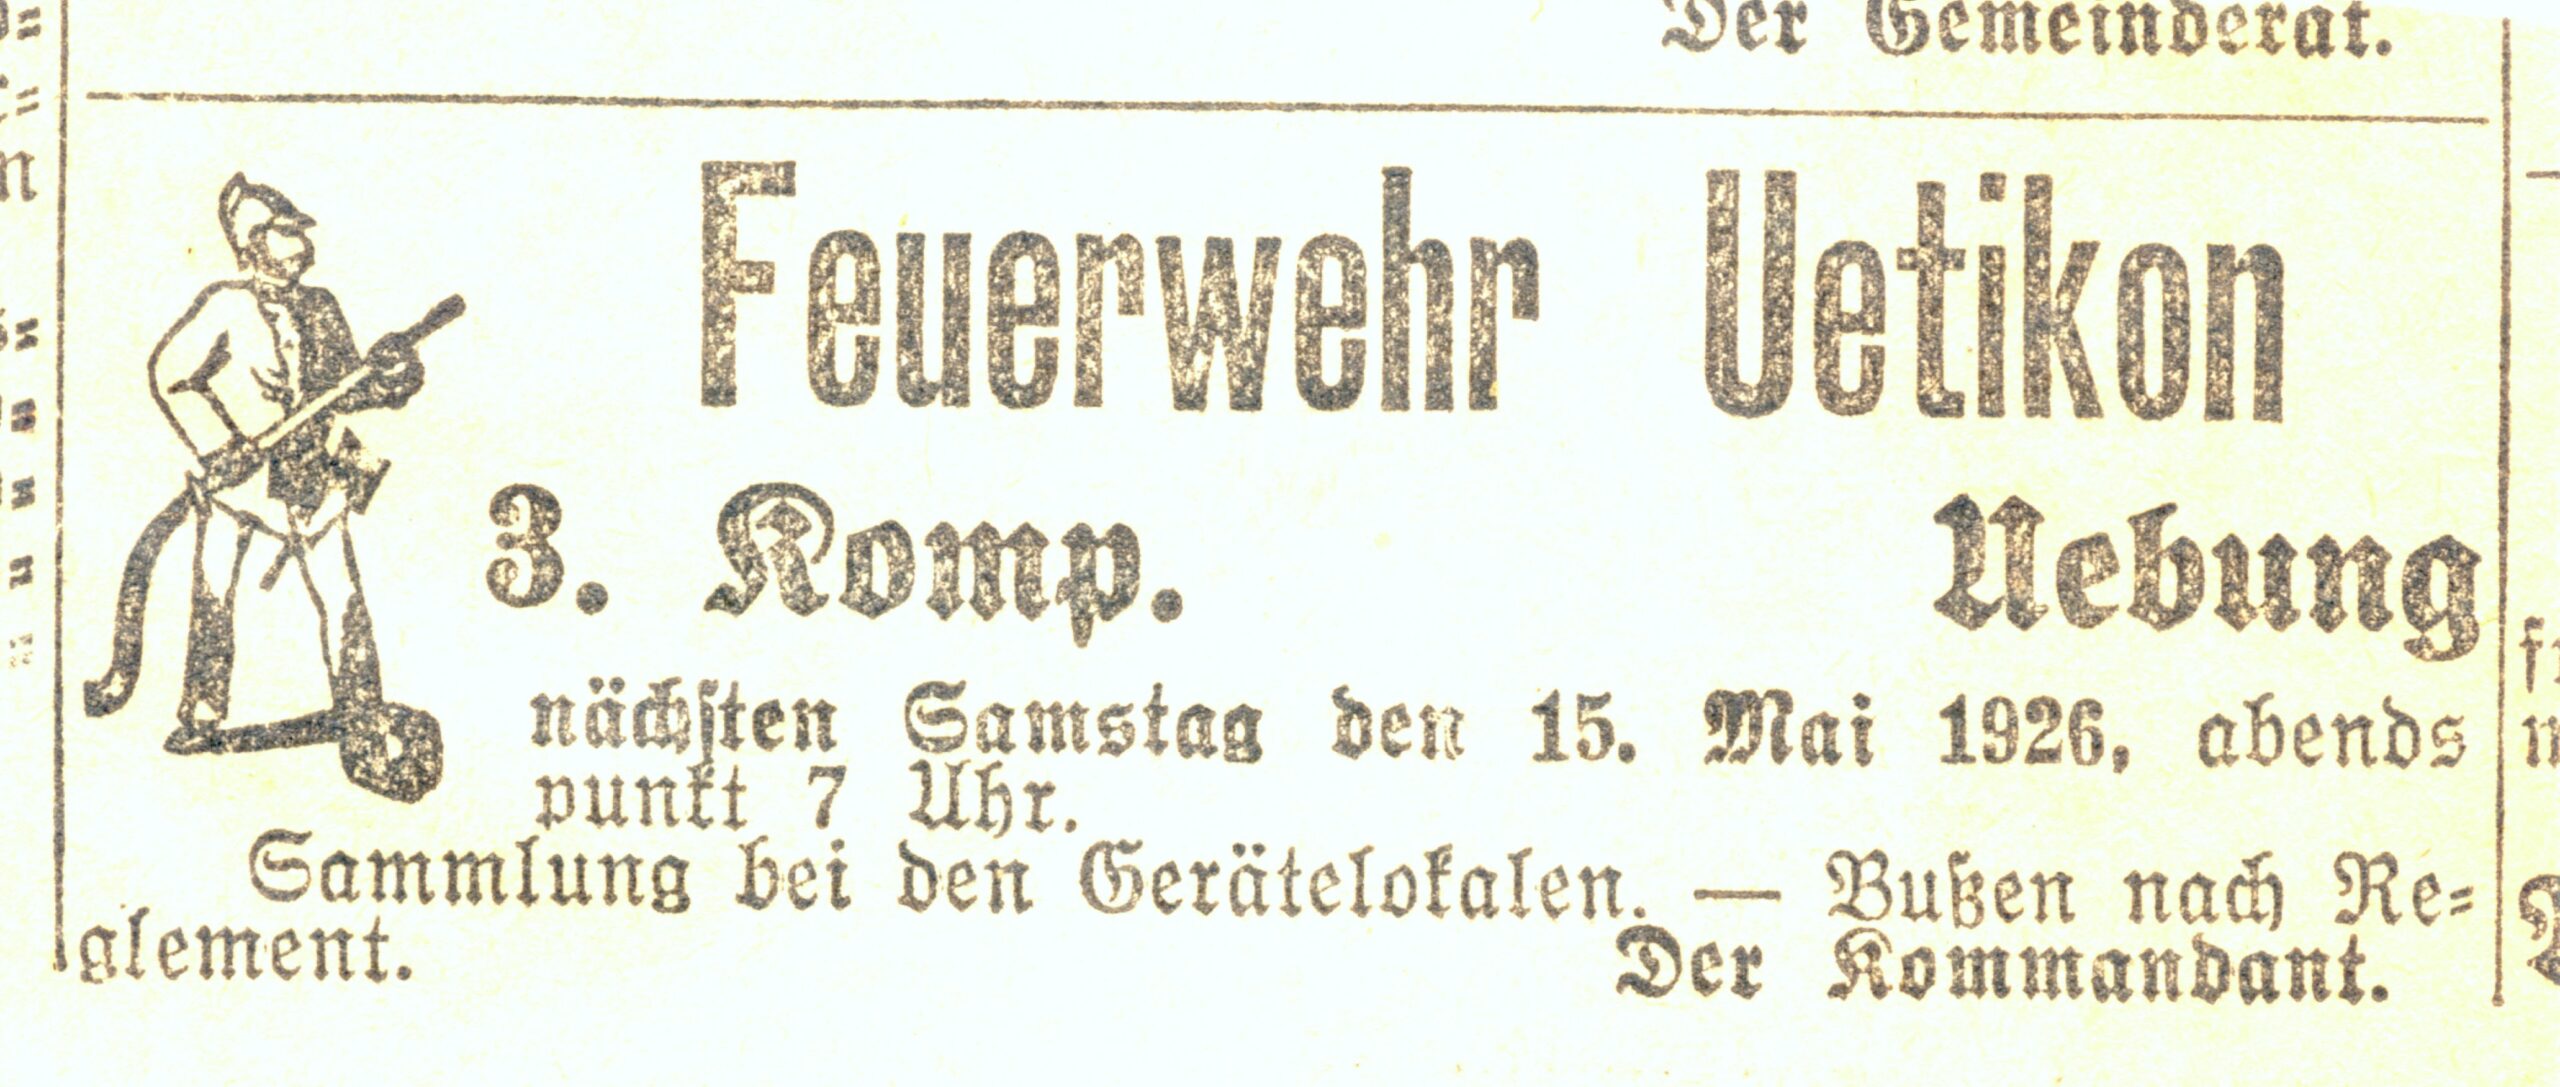 Der Gemeinderat.
Feuerwehr Uetikon
3. Komp. Uebung
nächsten Samstag den 15. Mai 1926, abends
punkt 7 Uhr.
Sammlung bei den Gerätelokalen. — Bußen nach Re-
glement.
Der Kommandant.